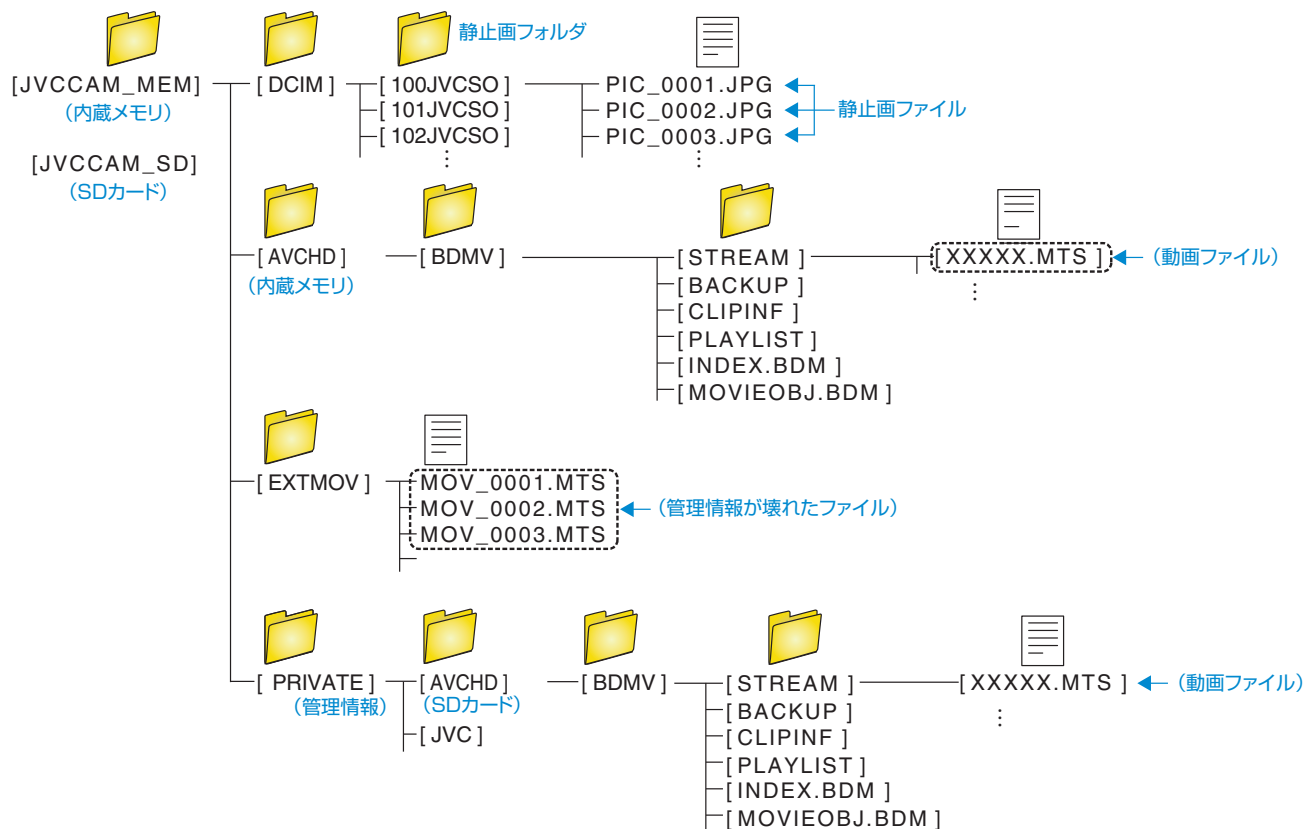 静止画フォルダ
[JVCCAM_MEM]
(内蔵メモリ)
[JVCCAM_SD]
(SDカード)
[DCIM]
[100JVCSO]
[101JVCSO]
[102JVCSO]
⋮
PIC_0001.JPG
PIC_0002.JPG
PIC_0003.JPG
⋮
静止画ファイル
[AVCHD]
(内蔵メモリ)
[BDMV]
[STREAM]
[BACKUP]
[CLIPINF]
[PLAYLIST]
[INDEX.BDM]
[MOVIEOBJ.BDM]
[XXXXX.MTS]
⋮
(動画ファイル)
[EXTMOV]
MOV_0001.MTS
MOV_0002.MTS
MOV_0003.MTS
(管理情報が壊れたファイル)
[PRIVATE]
(管理情報)
[AVCHD]
(SDカード)
[JVC]
[BDMV]
[STREAM]
[BACKUP]
[CLIPINF]
[PLAYLIST]
[INDEX.BDM]
[MOVIEOBJ.BDM]
[XXXXX.MTS]
⋮
(動画ファイル)